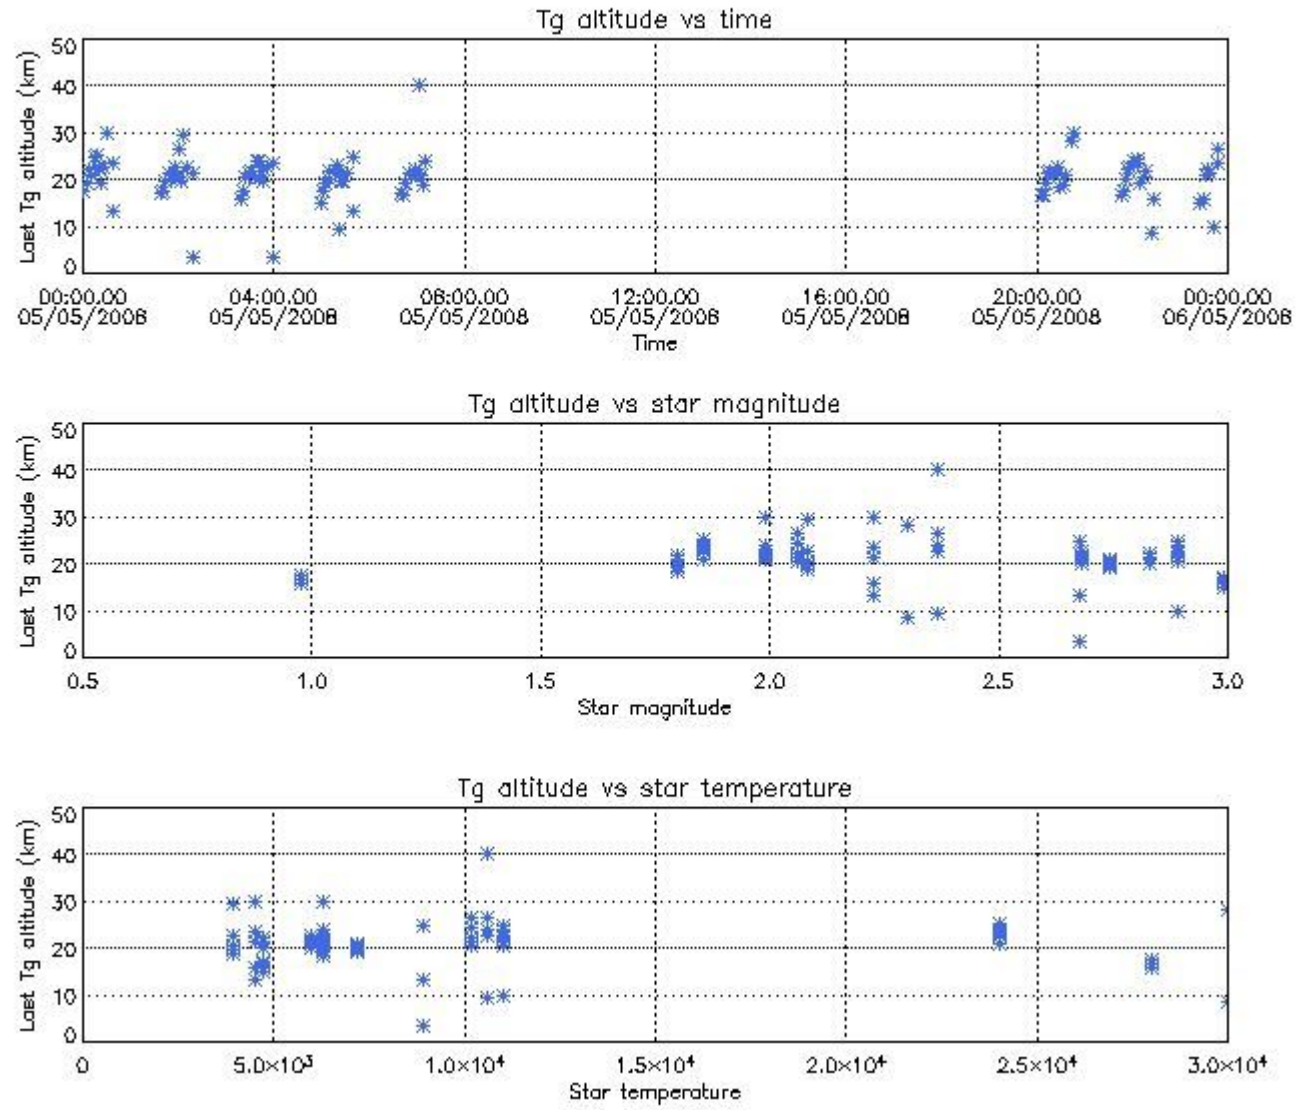 Tg altitude vs time
Last Tg altitude (km)
50
40
30
20
10
0
00:00.00 04:00.00 08:00.00 12:00.00 16:00.00 20:00.00 00:00.00
05/05/2008 05/05/2008 05/05/2008 05/05/2008 05/05/2008 05/05/2008 06/05/2008
Time
Tg altitude vs star magnitude
Last Tg altitude (km)
50
40
30
20
10
0
0.5 1.0 1.5 2.0 2.5 3.0
Star magnitude
Tg altitude vs star temperature
Last Tg altitude (km)
50
40
30
20
10
0
0 5.0×10³ 1.0×10⁴ 1.5×10⁴ 2.0×10⁴ 2.5×10⁴ 3.0×10⁴
Star temperature